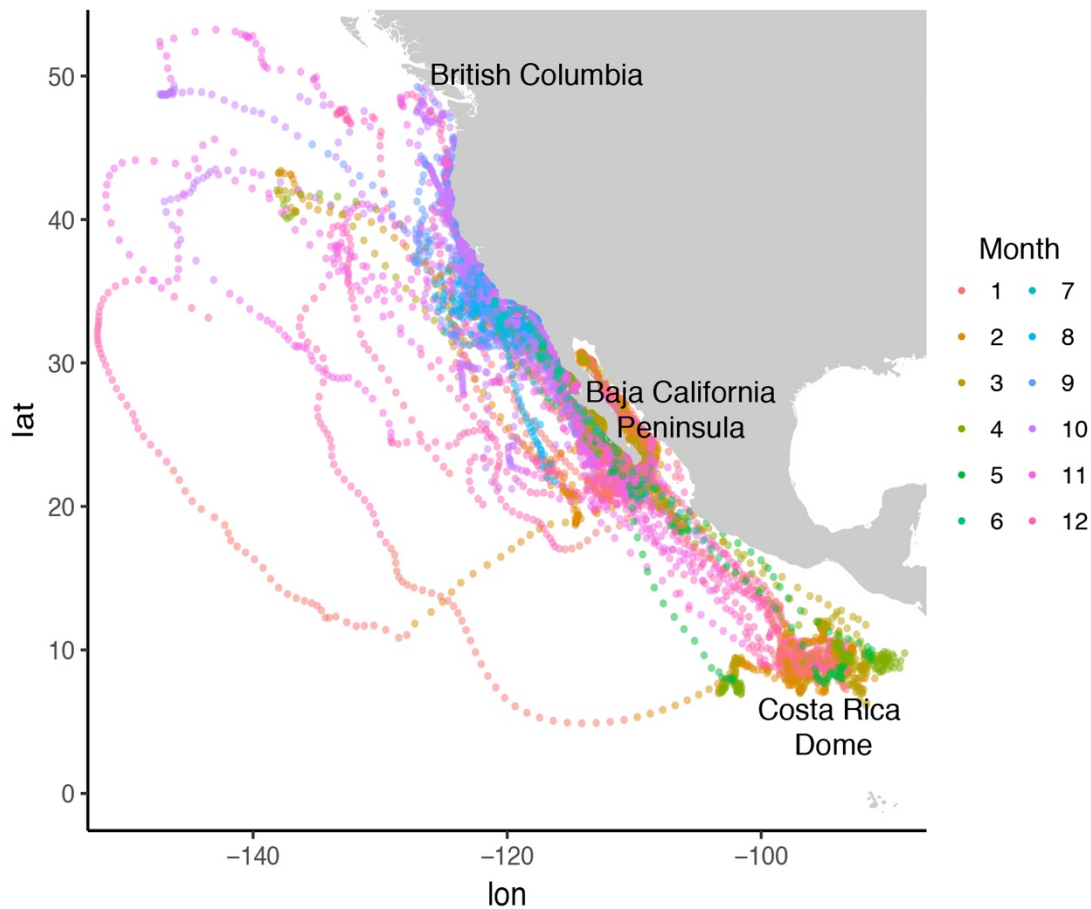 50
40
30
20
10
0
lat
British Columbia
Baja California
Peninsula
Costa Rica
Dome
−140
−120
−100
lon
Month
1 7
2 8
3 9
4 10
5 11
6 12